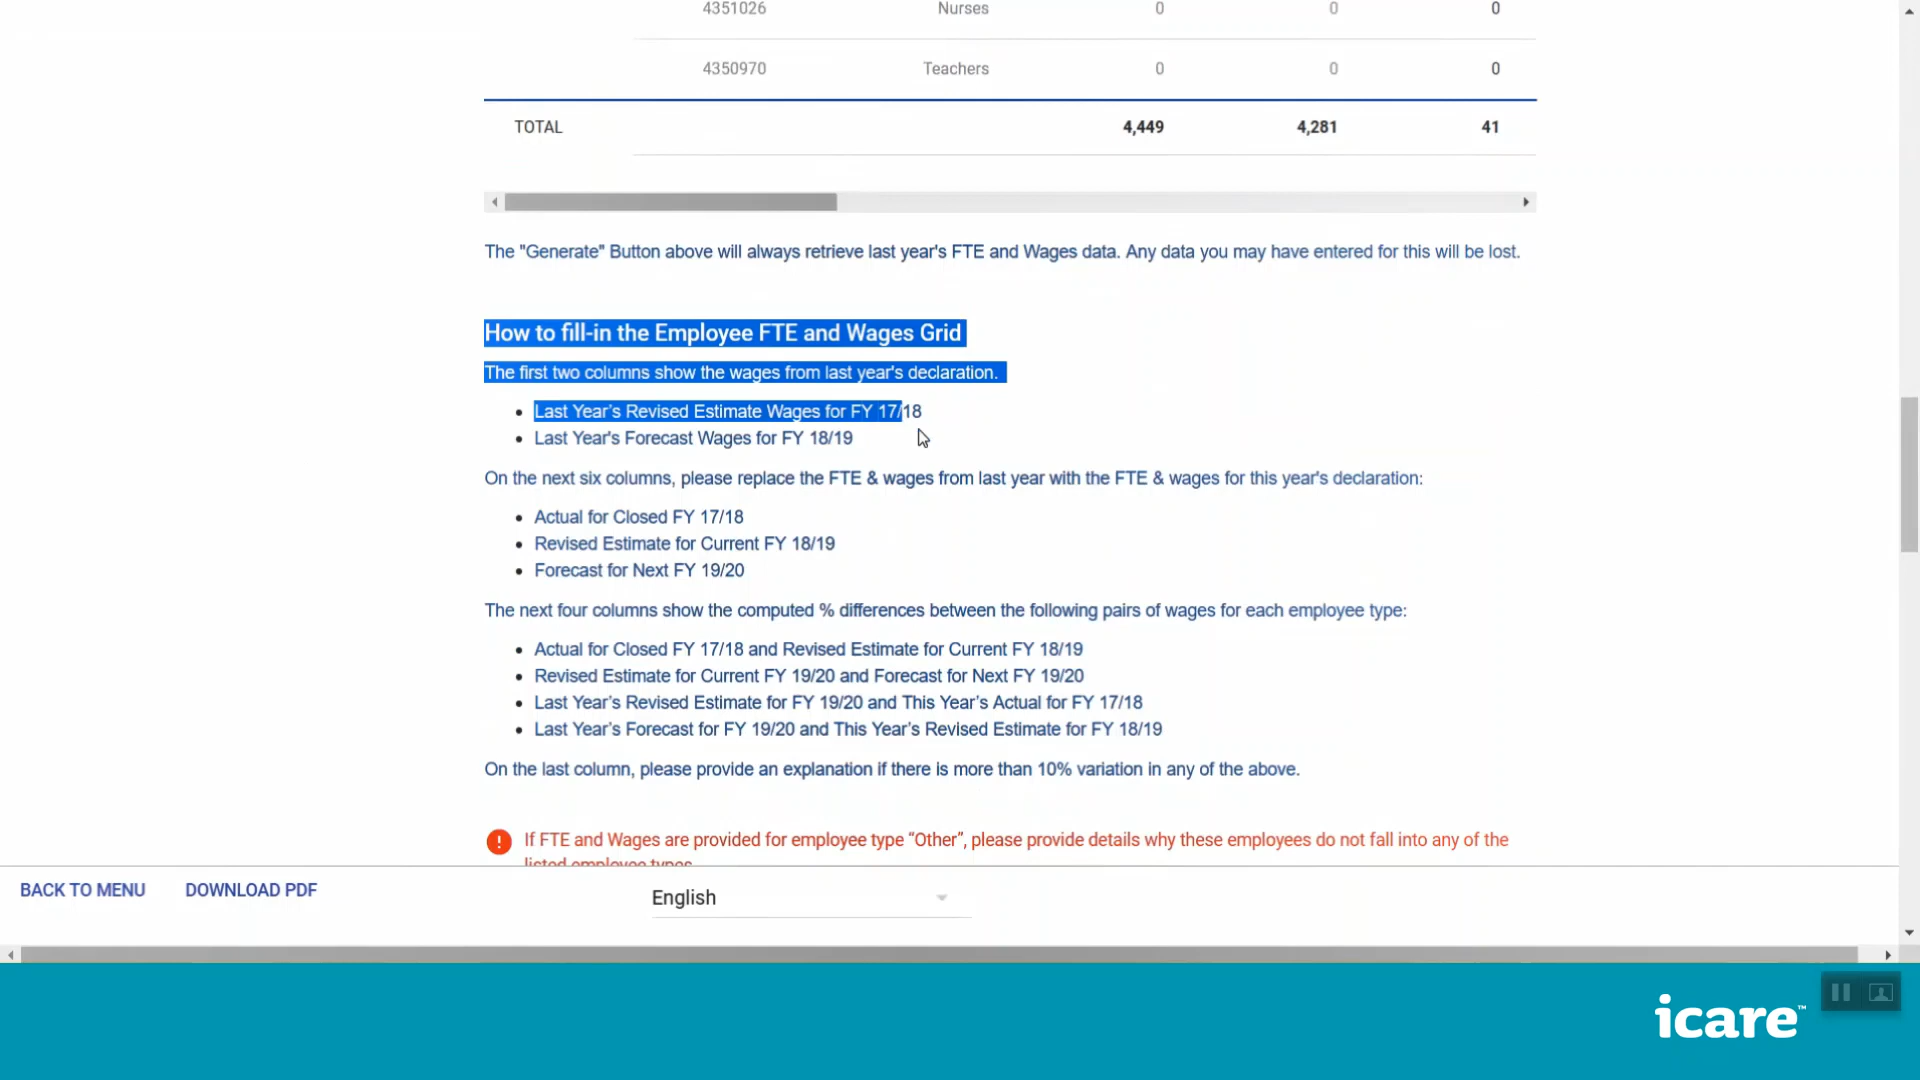 4351026 Nurses 0 0 0
4350970 Teachers 0 0 0
TOTAL 4,449 4,281 41
The "Generate" Button above will always retrieve last year's FTE and Wages data. Any data you may have entered for this will be lost.
How to fill-in the Employee FTE and Wages Grid
The first two columns show the wages from last year's declaration.
Last Year’s Revised Estimate Wages for FY 17/18
Last Year's Forecast Wages for FY 18/19
On the next six columns, please replace the FTE & wages from last year with the FTE & wages for this year's declaration:
Actual for Closed FY 17/18
Revised Estimate for Current FY 18/19
Forecast for Next FY 19/20
The next four columns show the computed % differences between the following pairs of wages for each employee type:
Actual for Closed FY 17/18 and Revised Estimate for Current FY 18/19
Revised Estimate for Current FY 19/20 and Forecast for Next FY 19/20
Last Year’s Revised Estimate for FY 19/20 and This Year’s Actual for FY 17/18
Last Year’s Forecast for FY 19/20 and This Year’s Revised Estimate for FY 18/19
On the last column, please provide an explanation if there is more than 10% variation in any of the above.
If FTE and Wages are provided for employee type “Other”, please provide details why these employees do not fall into any of the
listed employee types
BACK TO MENU DOWNLOAD PDF English
icare™